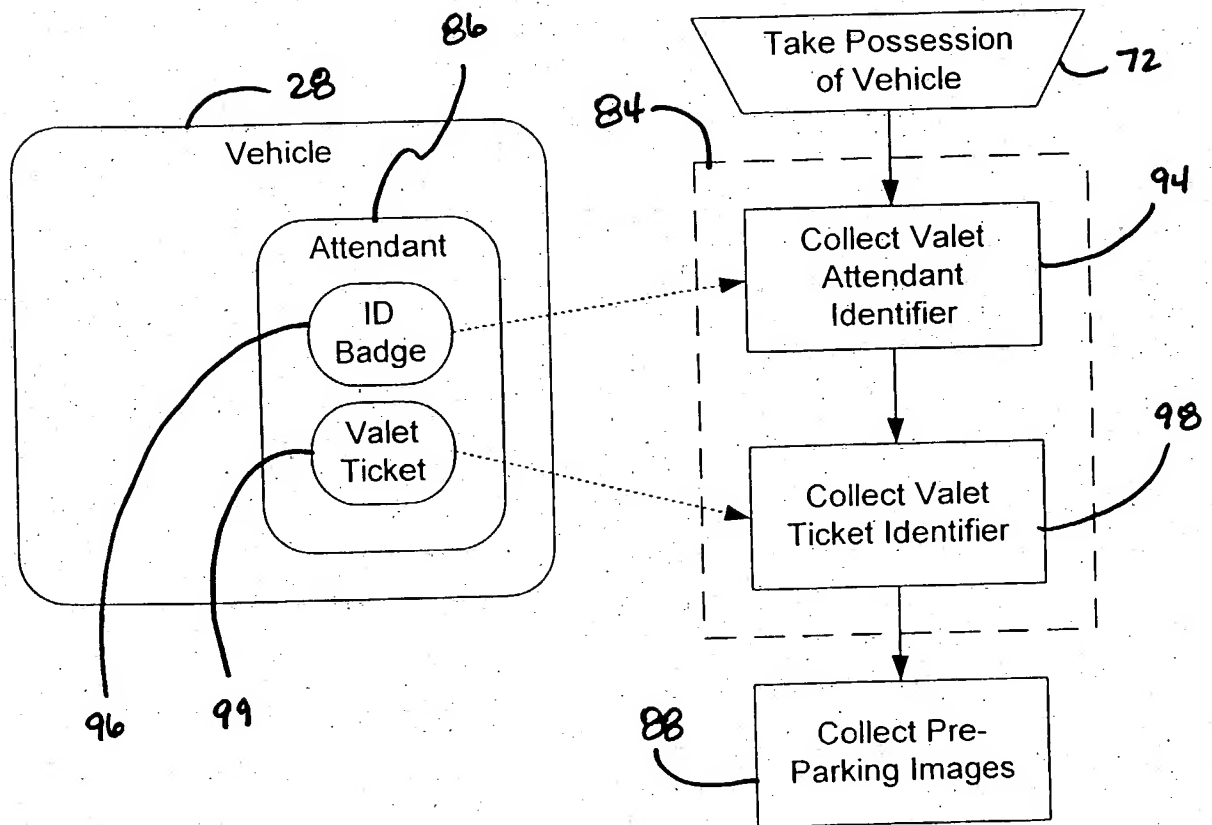 86
28
Vehicle
Attendant
ID
Badge
Valet
Ticket
96
99
Take Possession
of Vehicle
72
84
94
Collect Valet
Attendant
Identifier
98
Collect Valet
Ticket Identifier
88
Collect Pre-
Parking Images